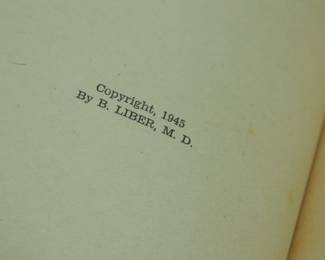 Copyright, 1945
By B. LIBER, M. D.